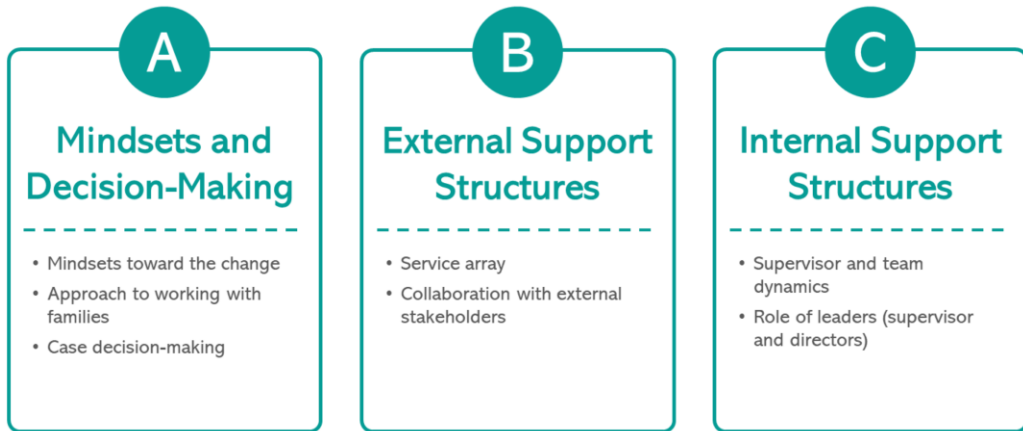 A
Mindsets and
Decision-Making
• Mindsets toward the change
• Approach to working with
families
• Case decision-making
B
External Support
Structures
• Service array
• Collaboration with external
stakeholders
C
Internal Support
Structures
• Supervisor and team
dynamics
• Role of leaders (supervisor
and directors)